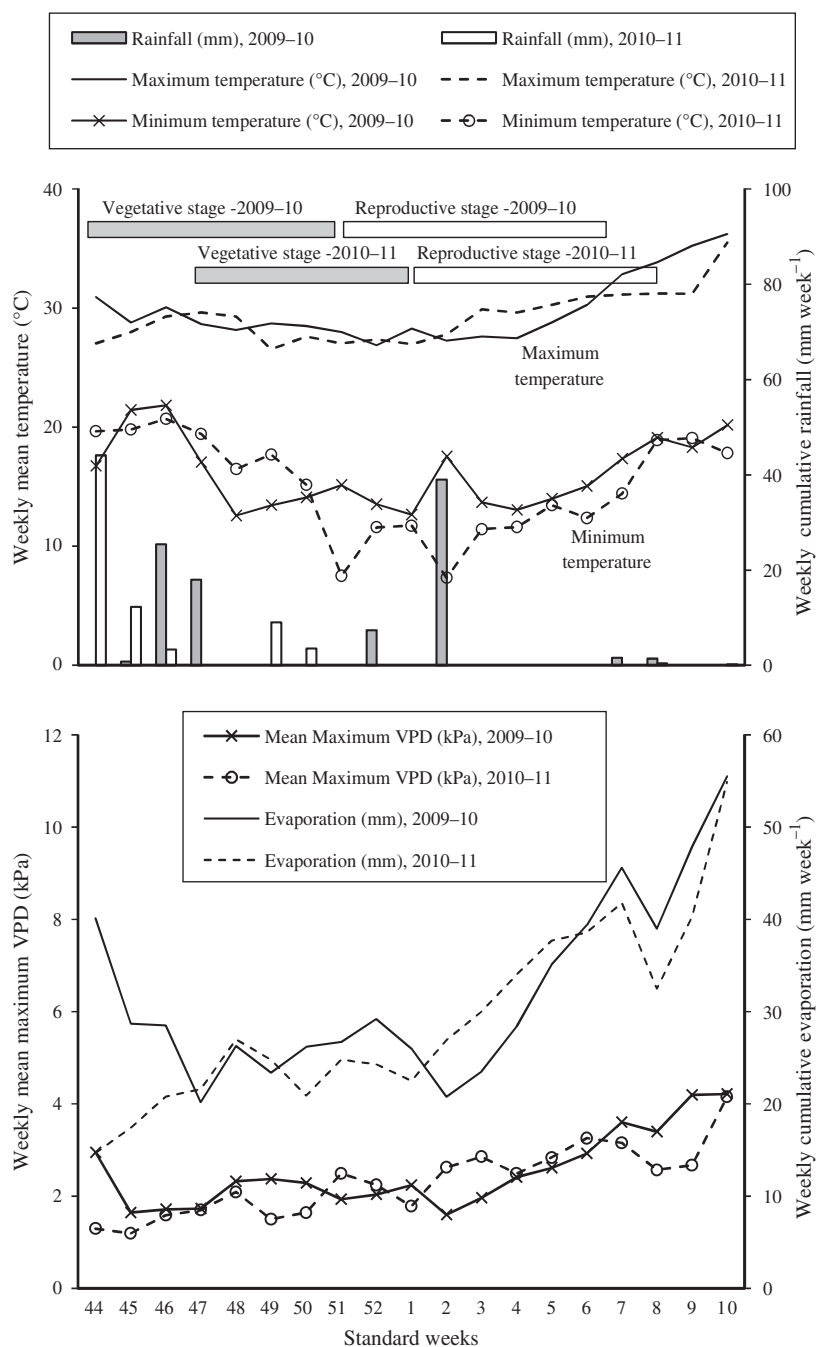 Rainfall (mm), 2009–10
Rainfall (mm), 2010–11
Maximum temperature (°C), 2009–10
Maximum temperature (°C), 2010–11
Minimum temperature (°C), 2009–10
Minimum temperature (°C), 2010–11
40
30
20
10
0
Weekly mean temperature (°C)
100
80
60
40
20
0
Weekly cumulative rainfall (mm week⁻¹)
Vegetative stage -2009–10
Reproductive stage -2009–10
Vegetative stage -2010–11
Reproductive stage -2010–11
Maximum
temperature
Minimum
temperature
12
10
8
6
4
2
0
Weekly mean maximum VPD (kPa)
60
50
40
30
20
10
0
Weekly cumulative evaporation (mm week⁻¹)
Mean Maximum VPD (kPa), 2009–10
Mean Maximum VPD (kPa), 2010–11
Evaporation (mm), 2009–10
Evaporation (mm), 2010–11
44 45 46 47 48 49 50 51 52 1 2 3 4 5 6 7 8 9 10
Standard weeks